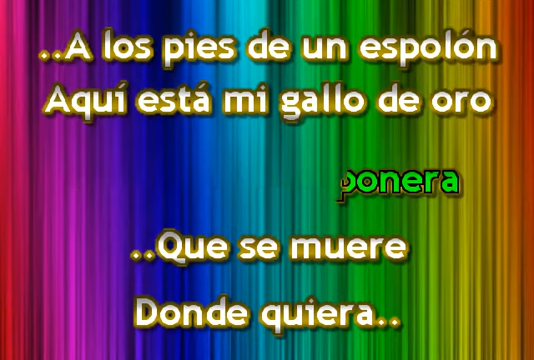 ..A los pies de un espolón
Aquí está mi gallo de oro
ponera
..Que se muere
Donde quiera..